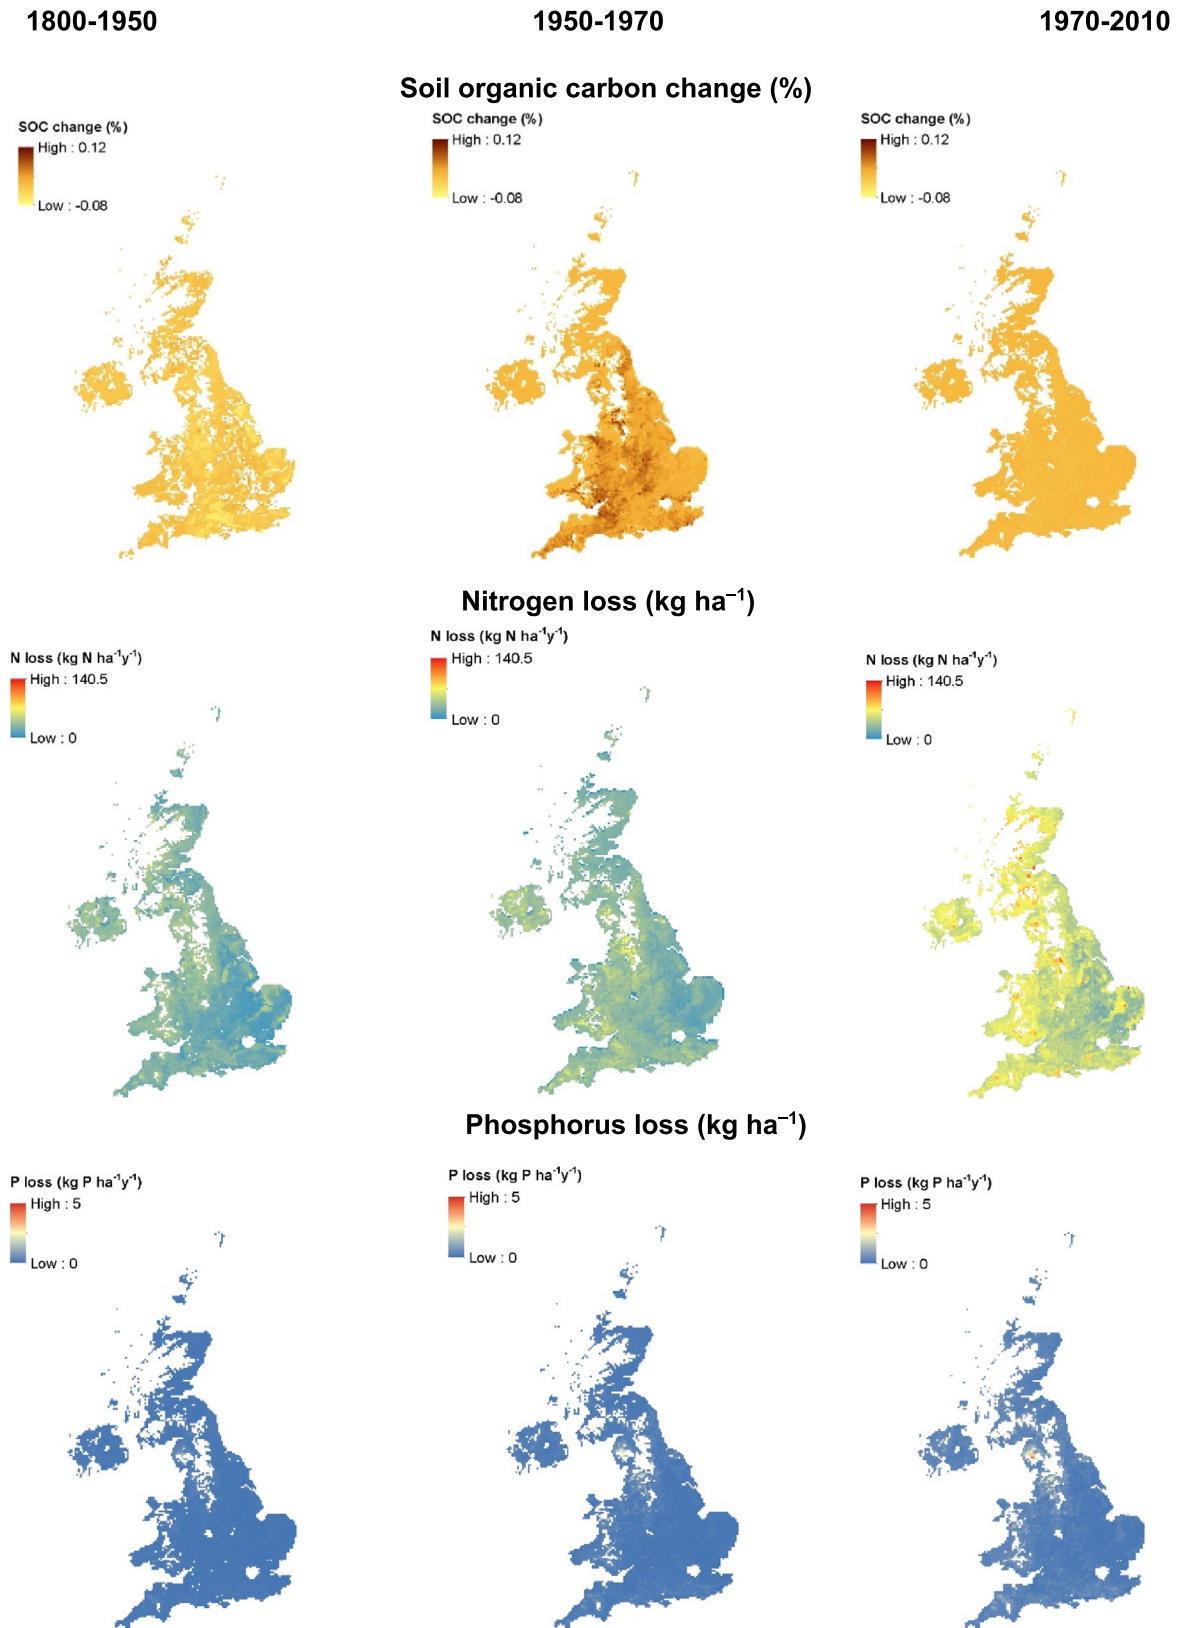 1800-1950 1950-1970 1970-2010
Soil organic carbon change (%)
SOC change (%)
High : 0.12
Low : -0.08
SOC change (%)
High : 0.12
Low : -0.08
SOC change (%)
High : 0.12
Low : -0.08
Nitrogen loss (kg ha⁻¹)
N loss (kg N ha⁻¹y⁻¹)
High : 140.5
Low : 0
N loss (kg N ha⁻¹y⁻¹)
High : 140.5
Low : 0
N loss (kg N ha⁻¹y⁻¹)
High : 140.5
Low : 0
Phosphorus loss (kg ha⁻¹)
P loss (kg P ha⁻¹y⁻¹)
High : 5
Low : 0
P loss (kg P ha⁻¹y⁻¹)
High : 5
Low : 0
P loss (kg P ha⁻¹y⁻¹)
High : 5
Low : 0